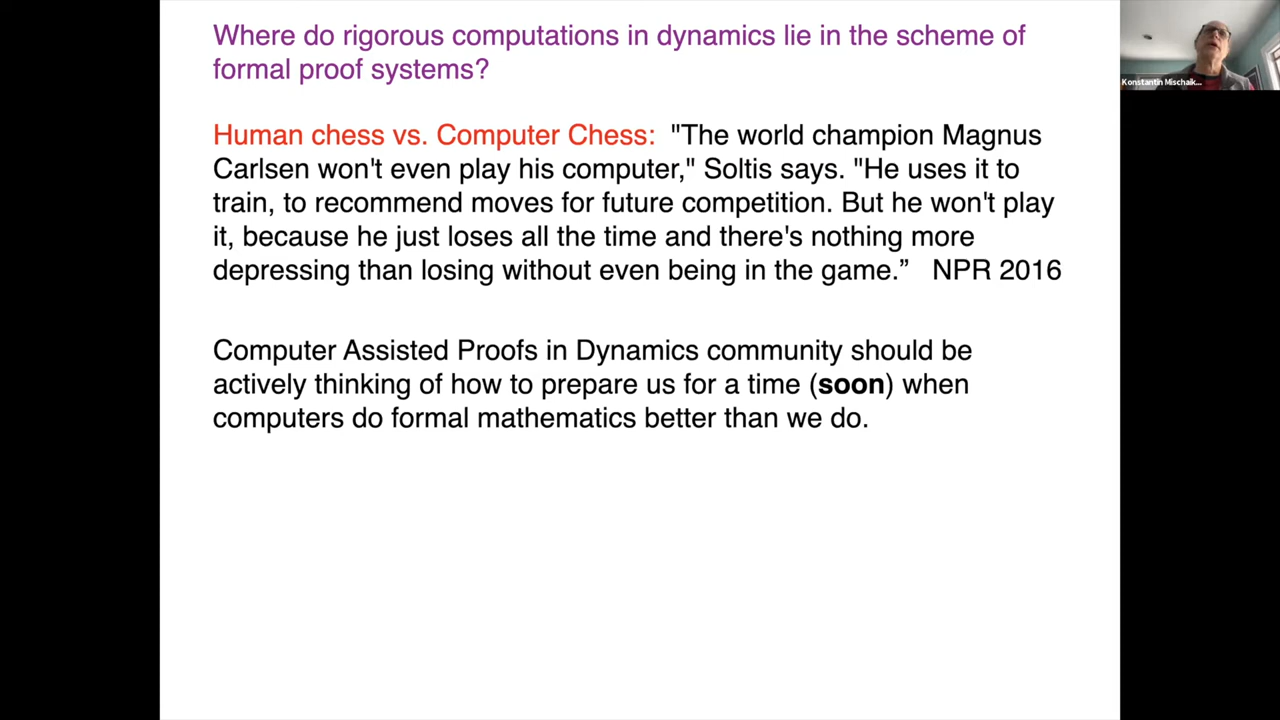 Where do rigorous computations in dynamics lie in the scheme of
formal proof systems?
Human chess vs. Computer Chess: "The world champion Magnus
Carlsen won't even play his computer," Soltis says. "He uses it to
train, to recommend moves for future competition. But he won't play
it, because he just loses all the time and there's nothing more
depressing than losing without even being in the game.” NPR 2016
Computer Assisted Proofs in Dynamics community should be
actively thinking of how to prepare us for a time (soon) when
computers do formal mathematics better than we do.
Konstantin Mischaik...